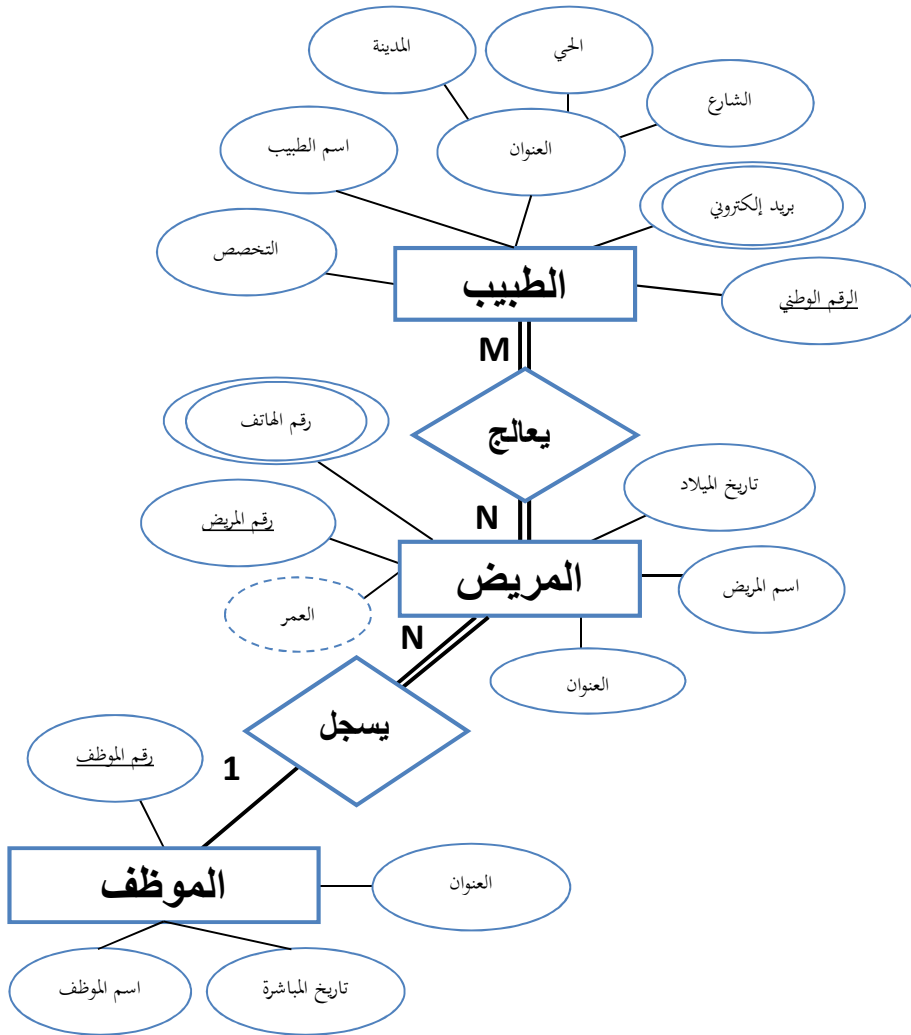 المدينة
الحي
الشارع
العنوان
اسم الطبيب
بريد إلكتروني
التخصص
الطبيب
الرقم الوطني
M
يعالج
رقم الهاتف
تاريخ الميلاد
N
رقم المريض
المريض
اسم المريض
العمر
N
العنوان
يسجل
رقم الموظف
1
الموظف
العنوان
اسم الموظف
تاريخ المباشرة